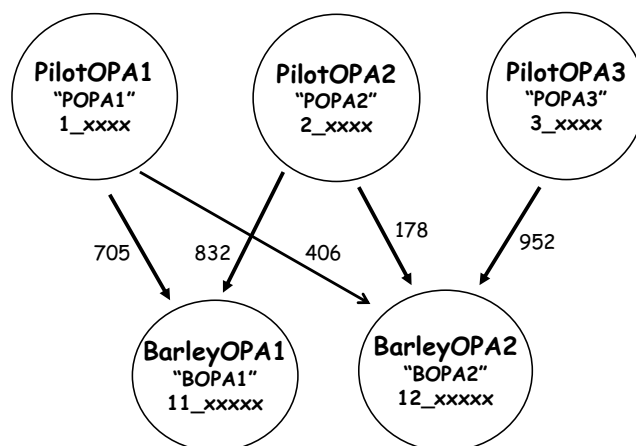 PilotOPA1
“POPA1”
1_xxxx
PilotOPA2
“POPA2”
2_xxxx
PilotOPA3
“POPA3”
3_xxxx
705
832
406
178
952
BarleyOPA1
“BOPA1”
11_xxxxx
BarleyOPA2
“BOPA2”
12_xxxxx